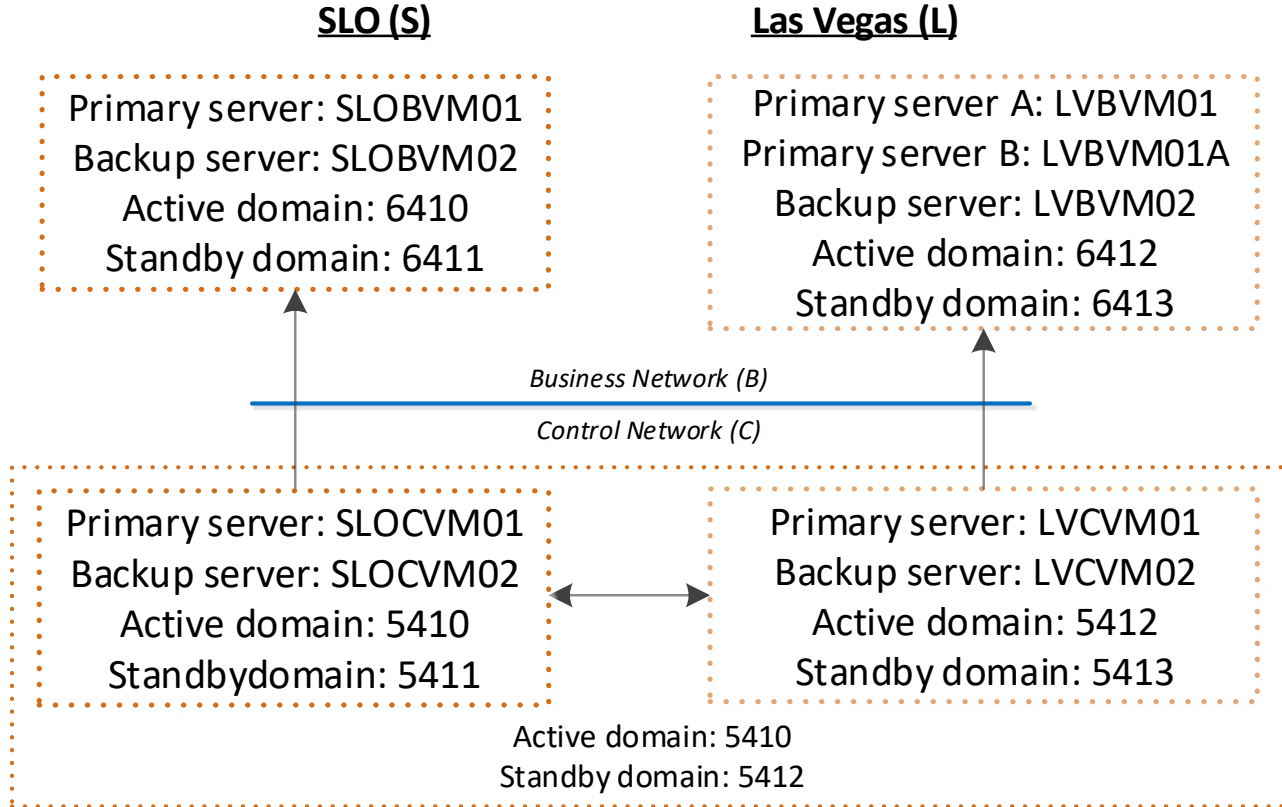 SLO (S)
Las Vegas (L)
Primary server: SLOBVM01
Backup server: SLOBVM02
Active domain: 6410
Standby domain: 6411
Primary server A: LVBVM01
Primary server B: LVBVM01A
Backup server: LVBVM02
Active domain: 6412
Standby domain: 6413
Business Network (B)
Control Network (C)
Primary server: SLOCVM01
Backup server: SLOCVM02
Active domain: 5410
Standbydomain: 5411
Primary server: LVCVM01
Backup server: LVCVM02
Active domain: 5412
Standby domain: 5413
Active domain: 5410
Standby domain: 5412